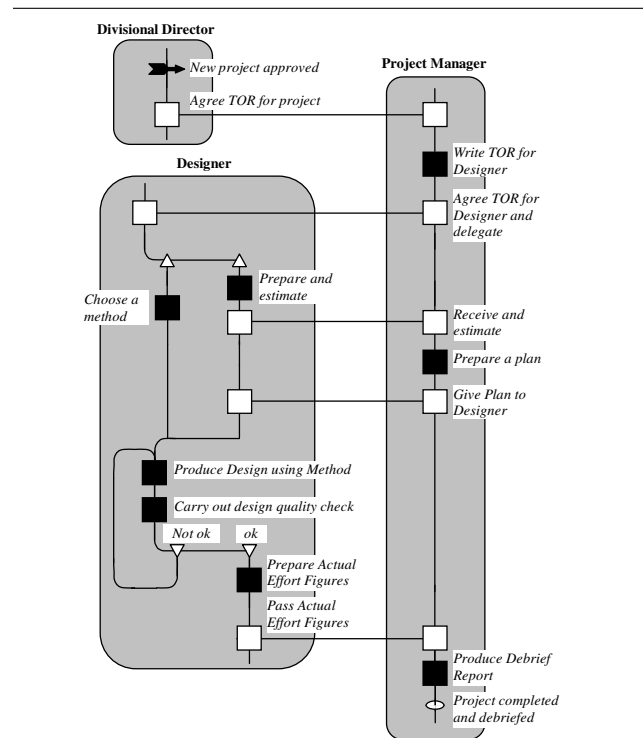 Divisional Director
New project approved
Agree TOR for project
Project Manager
Write TOR for
Designer
Designer
Agree TOR for
Designer and
delegate
Prepare and
estimate
Choose a
method
Receive and
estimate
Prepare a plan
Give Plan to
Designer
Produce Design using Method
Carry out design quality check
Not ok
ok
Prepare Actual
Effort Figures
Pass Actual
Effort Figures
Produce Debrief
Report
Project completed
and debriefed